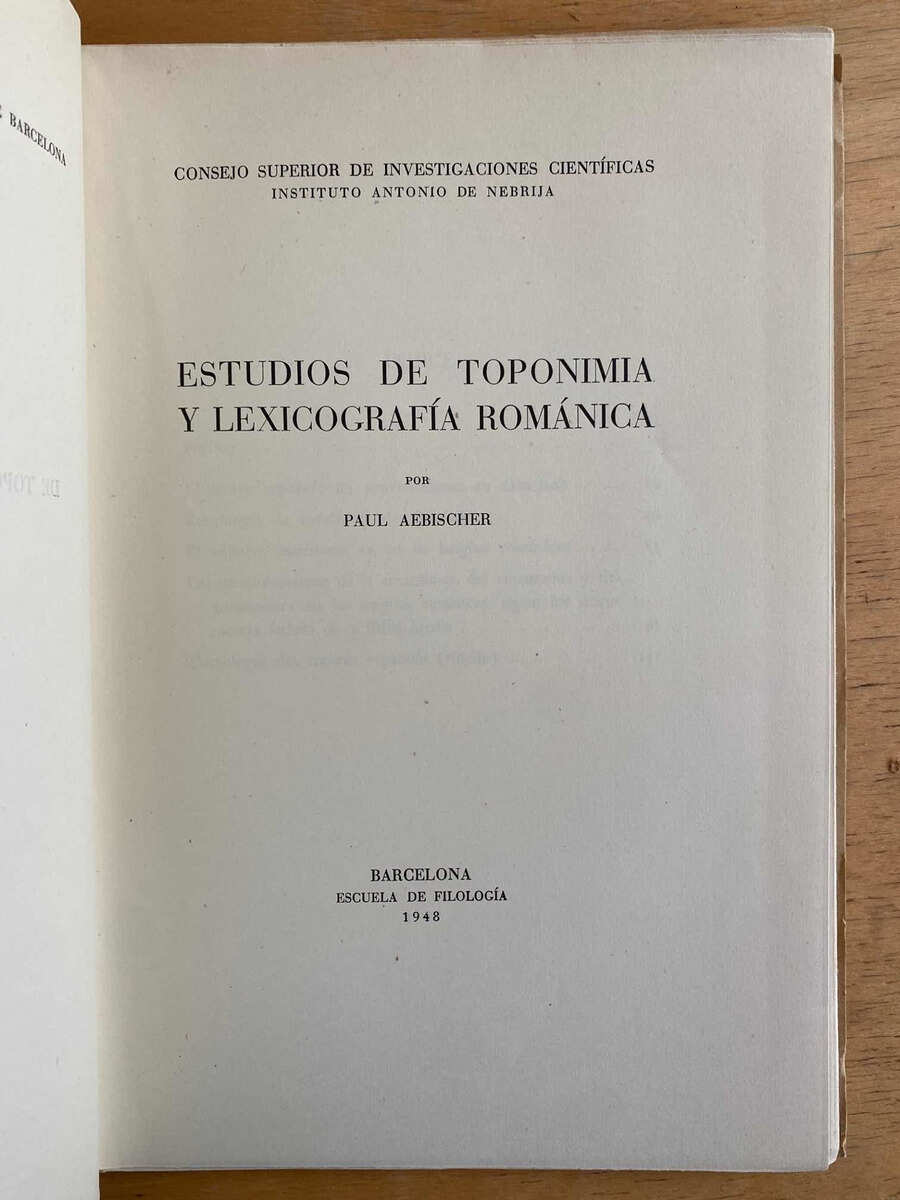 BARCELONA
CONSEJO SUPERIOR DE INVESTIGACIONES CIENTÍFICAS
INSTITUTO ANTONIO DE NEBRIJA
ESTUDIOS DE TOPONIMIA
Y LEXICOGRAFÍA ROMÁNICA
POR
PAUL AEBISCHER
BARCELONA
ESCUELA DE FILOLOGÍA
1948